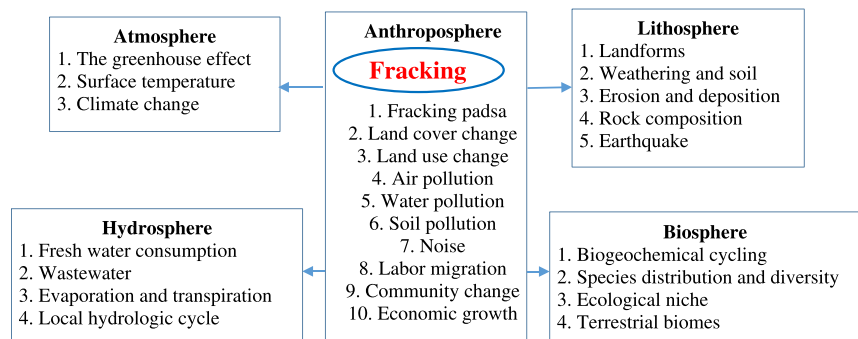 Atmosphere
1. The greenhouse effect
2. Surface temperature
3. Climate change
Anthroposphere
Fracking
1. Fracking padsa
2. Land cover change
3. Land use change
4. Air pollution
5. Water pollution
6. Soil pollution
7. Noise
8. Labor migration
9. Community change
10. Economic growth
Lithosphere
1. Landforms
2. Weathering and soil
3. Erosion and deposition
4. Rock composition
5. Earthquake
Hydrosphere
1. Fresh water consumption
2. Wastewater
3. Evaporation and transpiration
4. Local hydrologic cycle
Biosphere
1. Biogeochemical cycling
2. Species distribution and diversity
3. Ecological niche
4. Terrestrial biomes